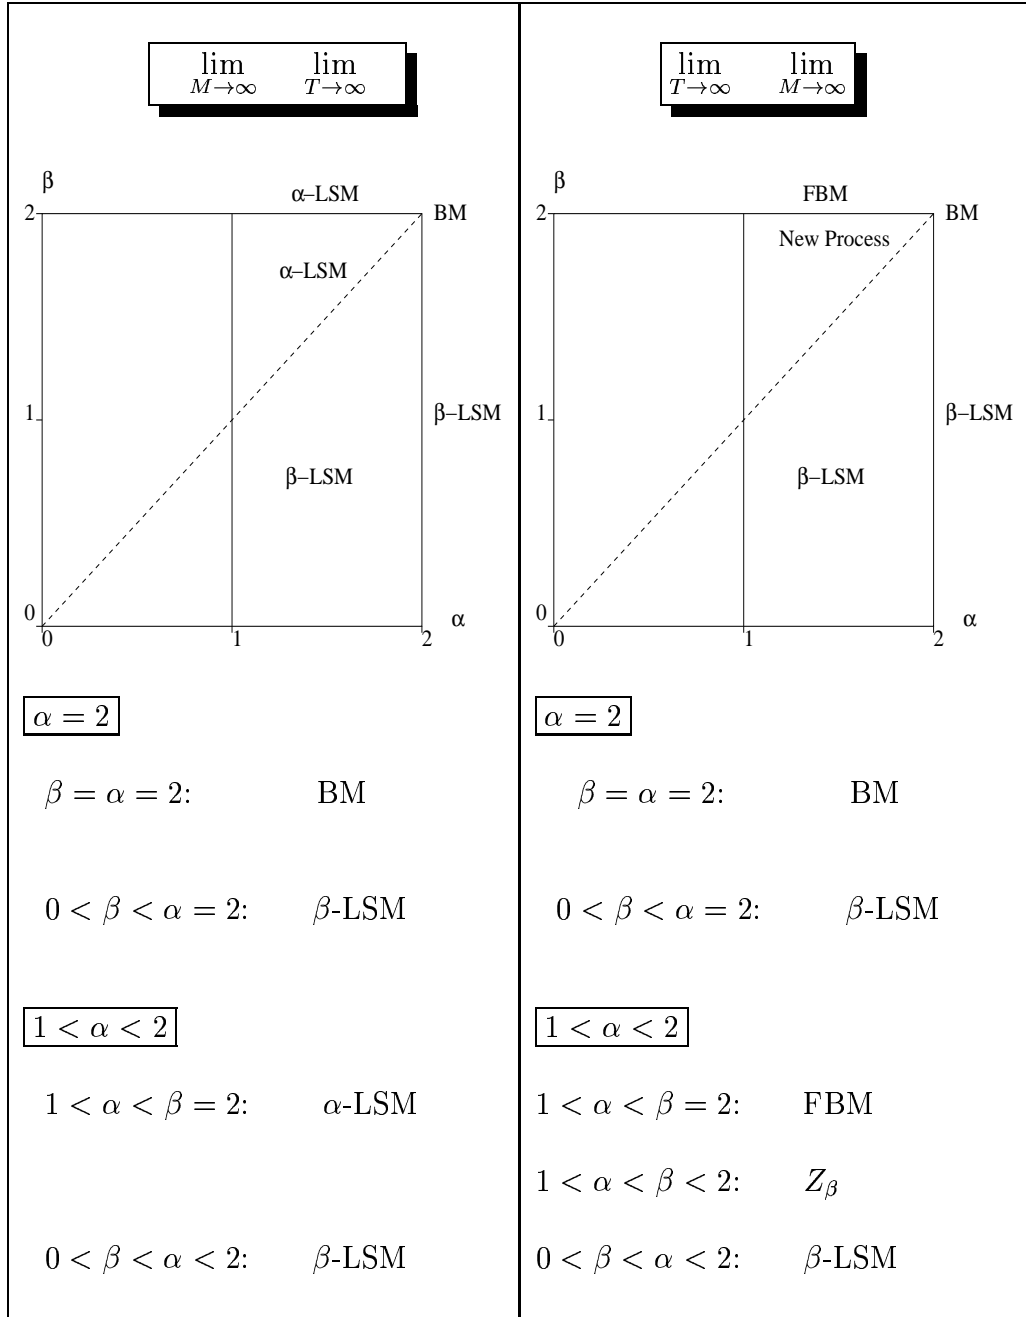 lim M→∞ lim T→∞
β
α–LSM
2
BM
α–LSM
1
β–LSM
β–LSM
0
α
0 1 2
α = 2
β = α = 2: BM
0 < β < α = 2: β-LSM
1 < α < 2
1 < α < β = 2: α-LSM
0 < β < α < 2: β-LSM
lim T→∞ lim M→∞
β
FBM
2
BM
New Process
1
β–LSM
β–LSM
0
α
0 1 2
α = 2
β = α = 2: BM
0 < β < α = 2: β-LSM
1 < α < 2
1 < α < β = 2: FBM
1 < α < β < 2: Zβ
0 < β < α < 2: β-LSM